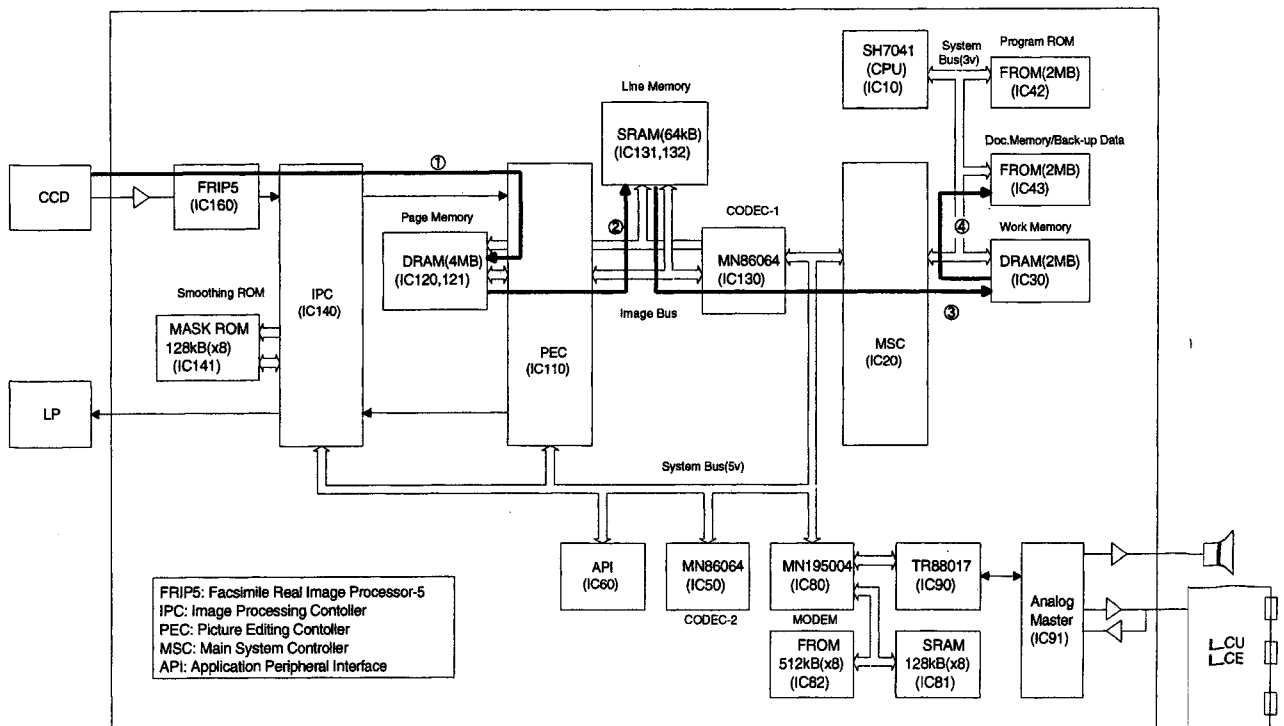 SH7041
(CPU)
(IC10)
System
Bus(3v)
Program ROM
FROM(2MB)
(IC42)
Line Memory
SRAM(64kB)
(IC131,132)
Doc.Memory/Back-up Data
FROM(2MB)
(IC43)
CCD
FRIP5
(IC160)
①
②
Page Memory
DRAM(4MB)
(IC120,121)
CODEC-1
MN86064
(IC130)
④
Work Memory
DRAM(2MB)
(IC30)
③
Smoothing ROM
MASK ROM
128kB(x8)
(IC141)
IPC
(IC140)
Image Bus
PEC
(IC110)
MSC
(IC20)
LP
System Bus(5v)
API
(IC60)
MN86064
(IC50)
CODEC-2
MN195004
(IC80)
MODEM
TR88017
(IC90)
Analog
Master
(IC91)
FROM
512kB(x8)
(IC82)
SRAM
128kB(x8)
(IC81)
LCU
LCE
FRIP5: Facsimile Real Image Processor-5
IPC: Image Processing Contoller
PEC: Picture Editing Contoller
MSC: Main System Controller
API: Application Peripheral Interface